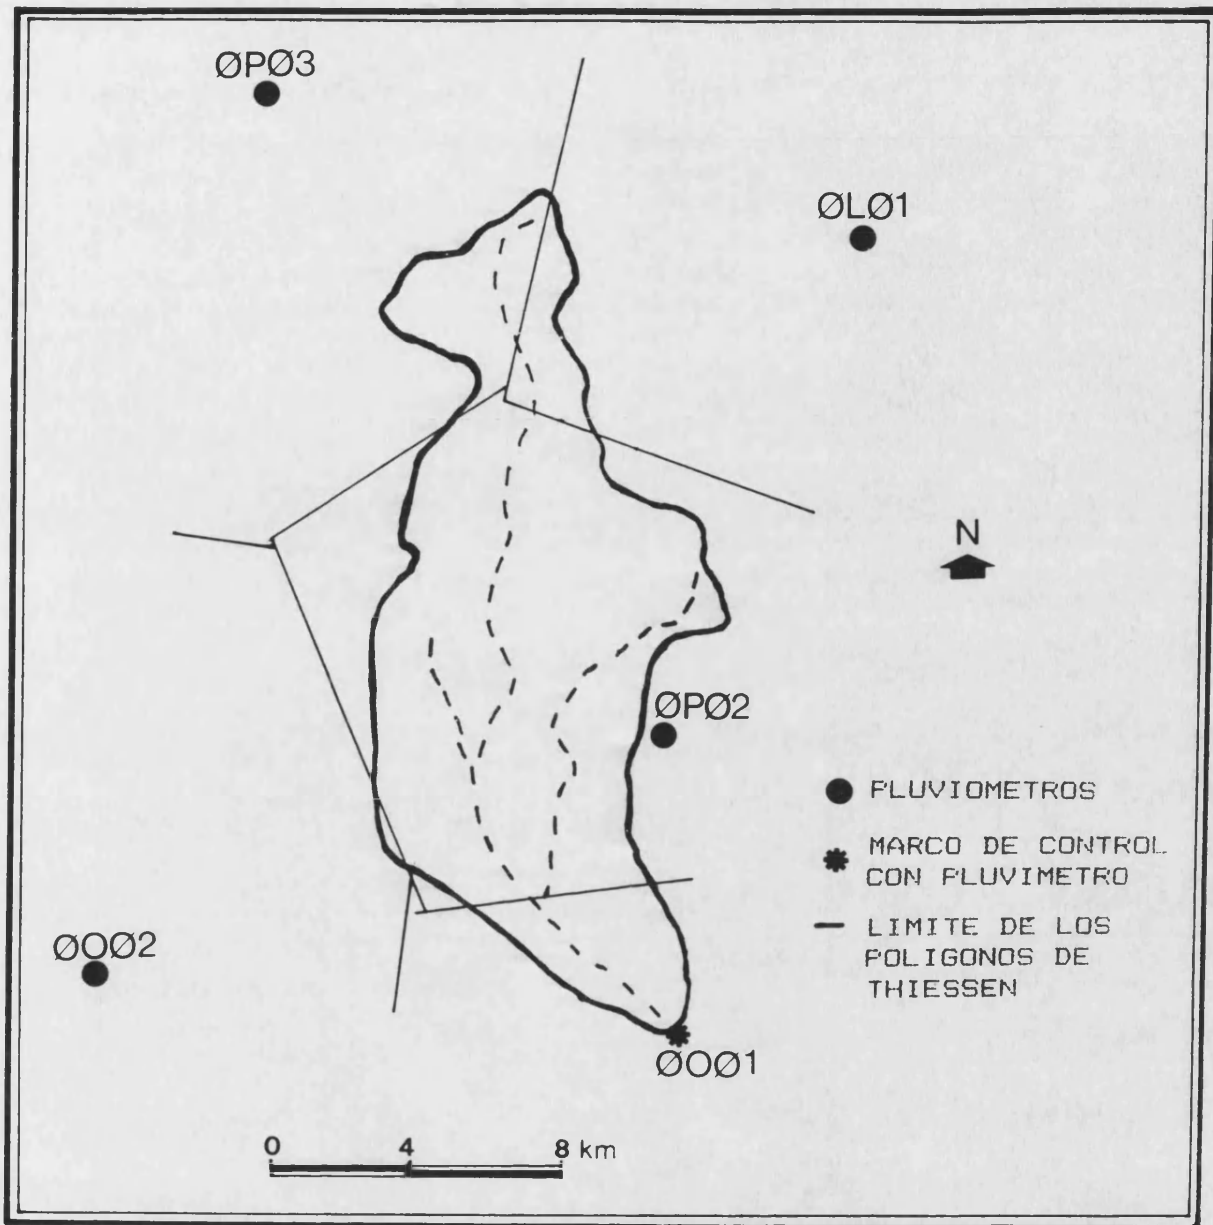 ØPØ3
ØLØ1
N
ØPØ2
PLUVIOMETROS
MARCO DE CONTROL
CON PLUVIMETRO
LIMITE DE LOS
POLIGONOS DE
THIESSEN
ØOØ2
ØOØ1
0 4 8 km